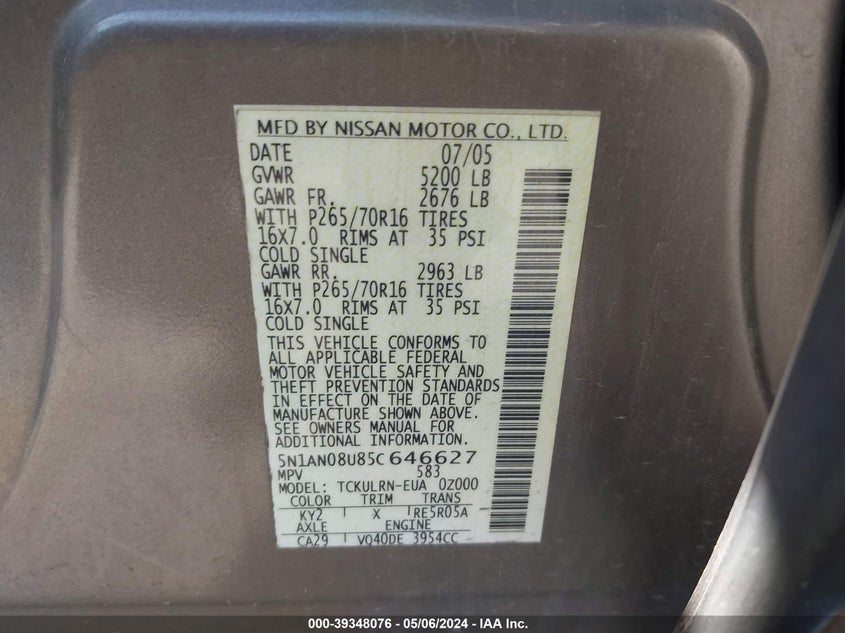 MFD BY NISSAN MOTOR CO., LTD.
DATE 07/05
GVWR 5200 LB
GAWR FR. 2676 LB
WITH P265/70R16 TIRES
16X7.0 RIMS AT 35 PSI
COLD SINGLE
GAWR RR. 2963 LB
WITH P265/70R16 TIRES
16X7.0 RIMS AT 35 PSI
COLD SINGLE
THIS VEHICLE CONFORMS TO
ALL APPLICABLE FEDERAL
MOTOR VEHICLE SAFETY AND
THEFT PREVENTION STANDARDS
IN EFFECT ON THE DATE OF
MANUFACTURE SHOWN ABOVE.
SEE OWNERS MANUAL FOR
ADDITIONAL INFORMATION.
5N1AN08U85C646627
MPV 583
MODEL: TCKULRN-EUA 0Z000
COLOR TRIM TRANS
KY2 X RE5R05A
AXLE ENGINE
CA29 VQ40DE 3954CC
000-39348076 - 05/06/2024 - IAA Inc.